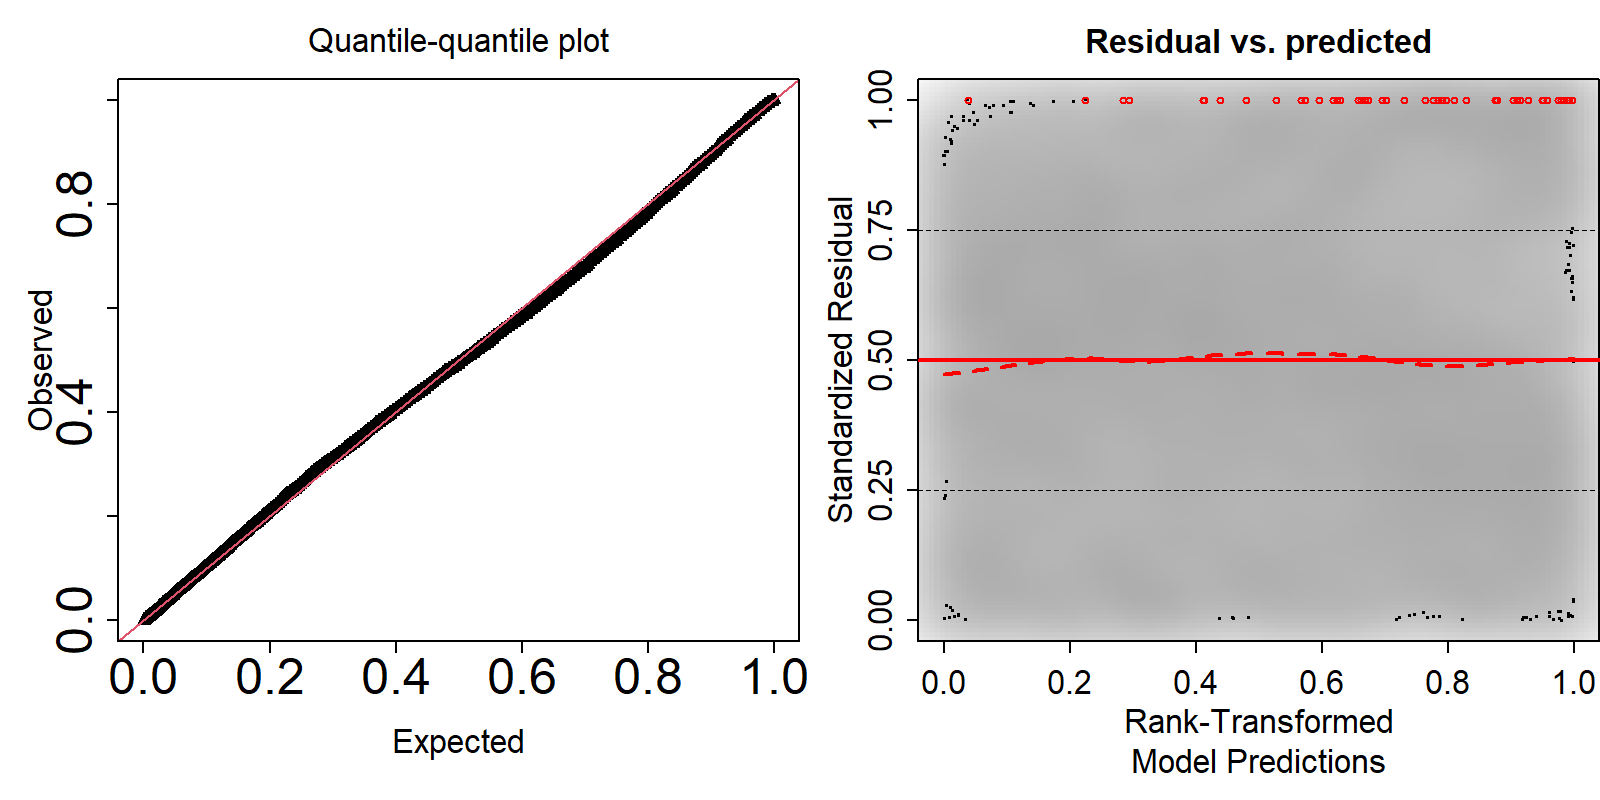 Quantile-quantile plot
Observed
0.0
0.4
0.8
0.0 0.2 0.4 0.6 0.8 1.0
Expected
Residual vs. predicted
Standardized Residual
0.00
0.25
0.50
0.75
1.00
0.0 0.2 0.4 0.6 0.8 1.0
Rank-Transformed
Model Predictions